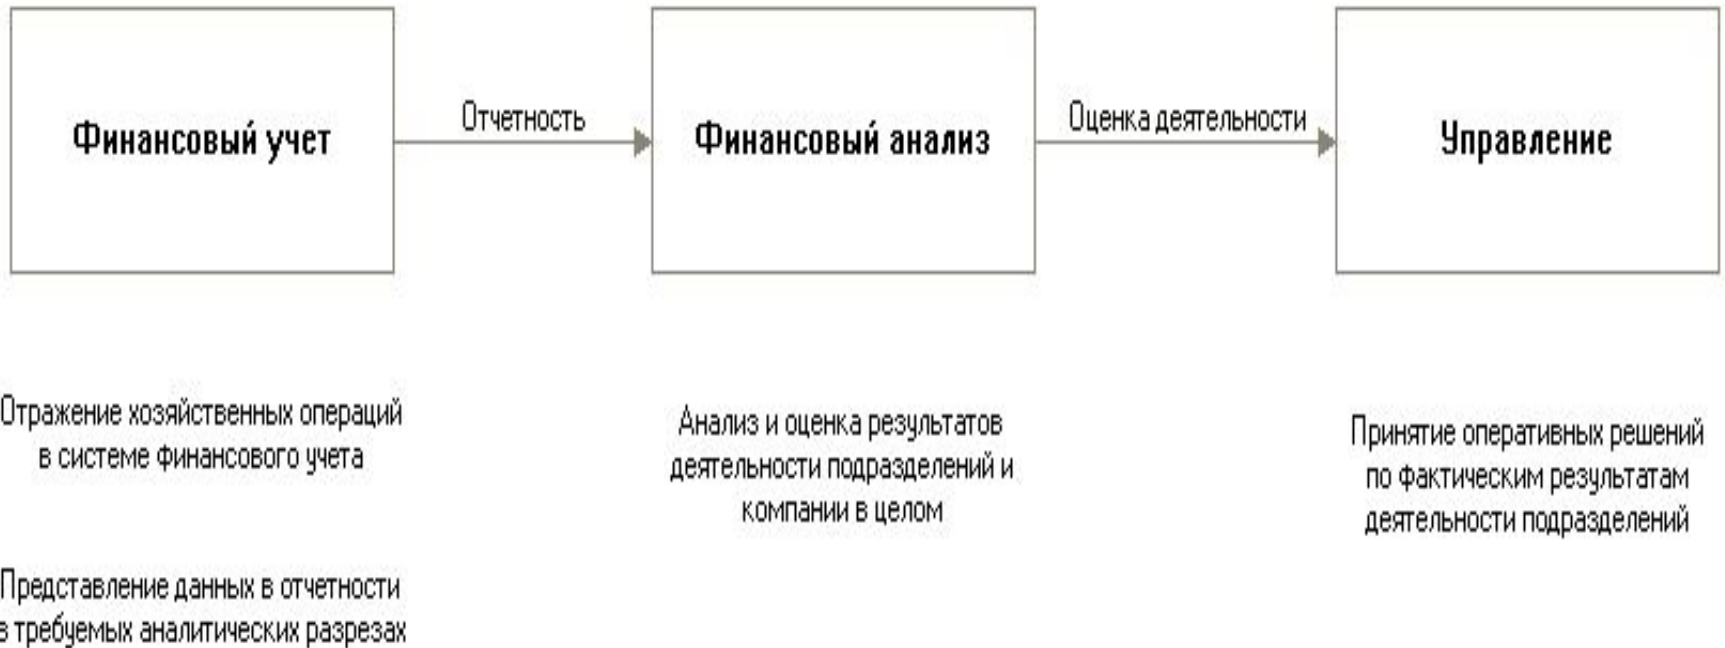 Финансовый учет
Отчетность
Финансовый анализ
Оценка деятельности
Управление
Отражение хозяйственных операций
в системе финансового учета
Представление данных в отчетности
в требуемых аналитических разрезах
Анализ и оценка результатов
деятельности подразделений и
компании в целом
Принятие оперативных решений
по фактическим результатам
деятельности подразделений